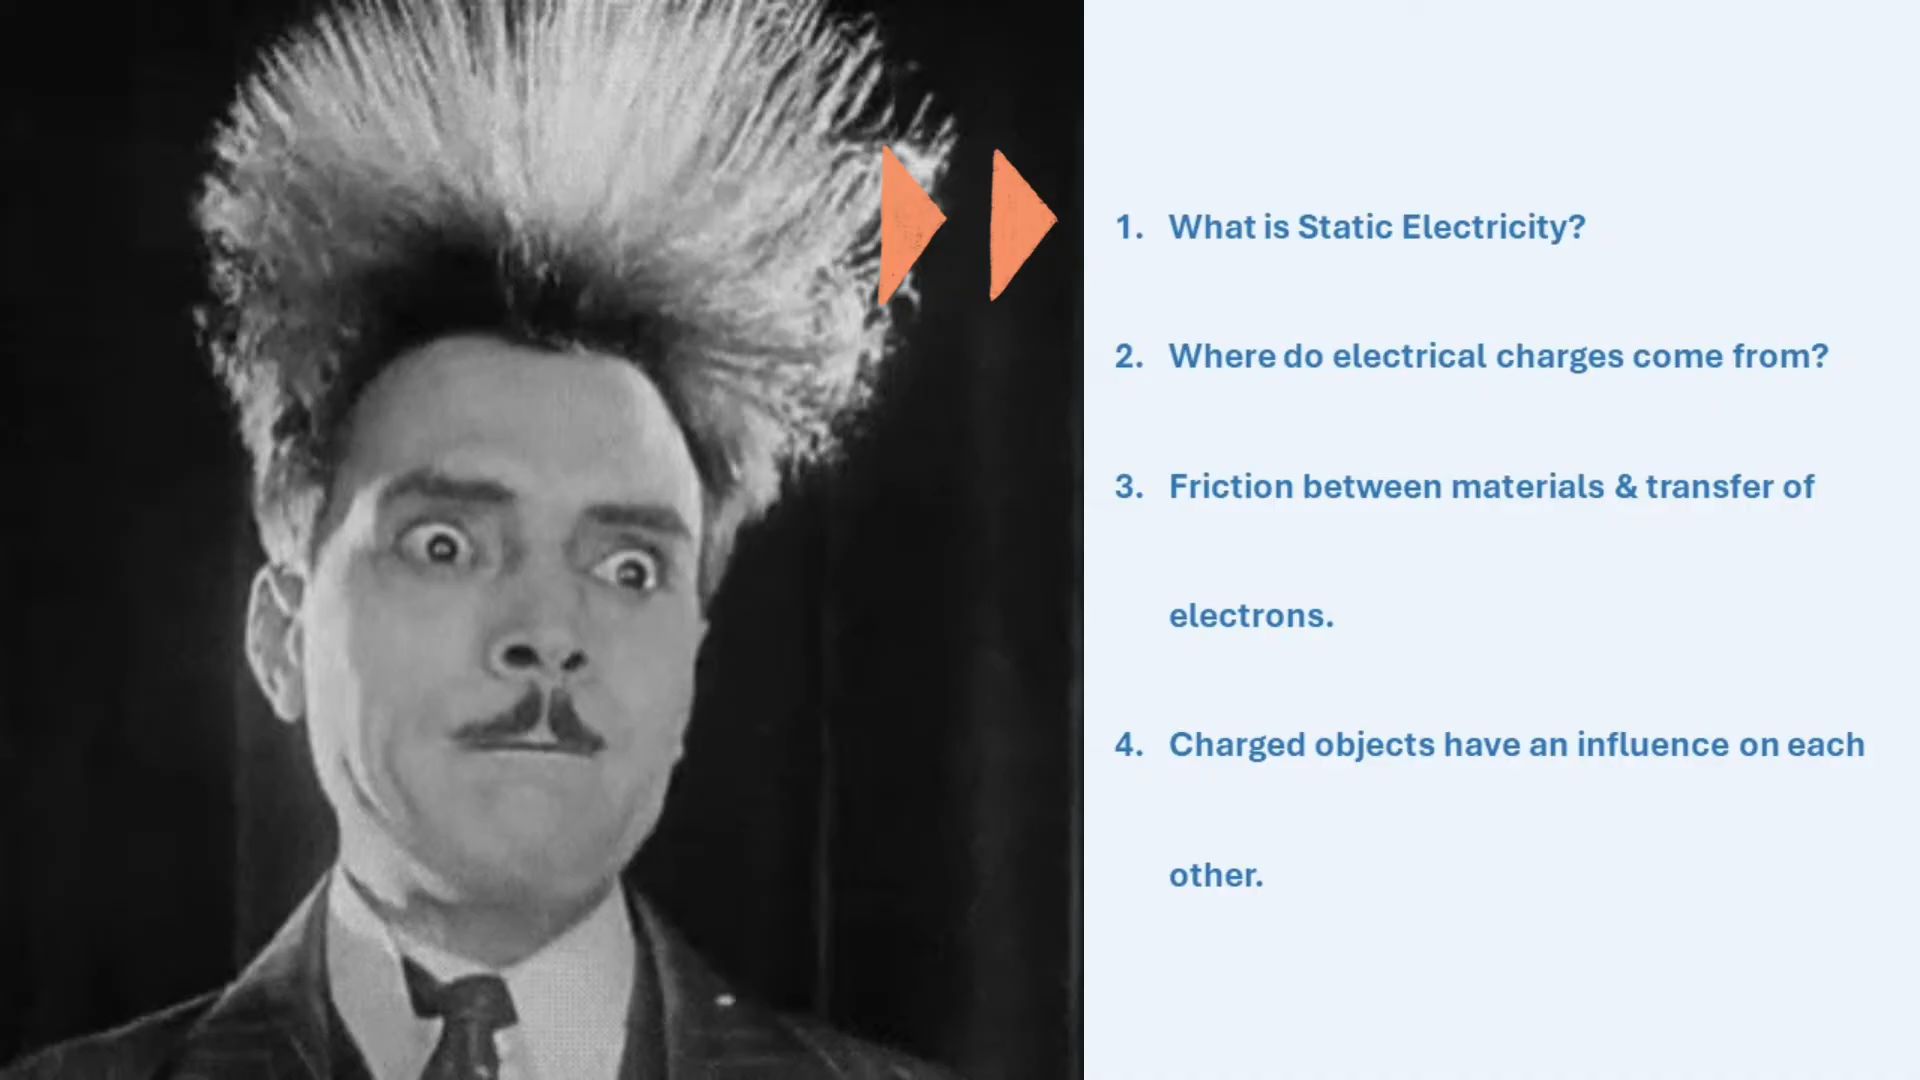 1. What is Static Electricity?
2. Where do electrical charges come from?
3. Friction between materials & transfer of
electrons.
4. Charged objects have an influence on each
other.